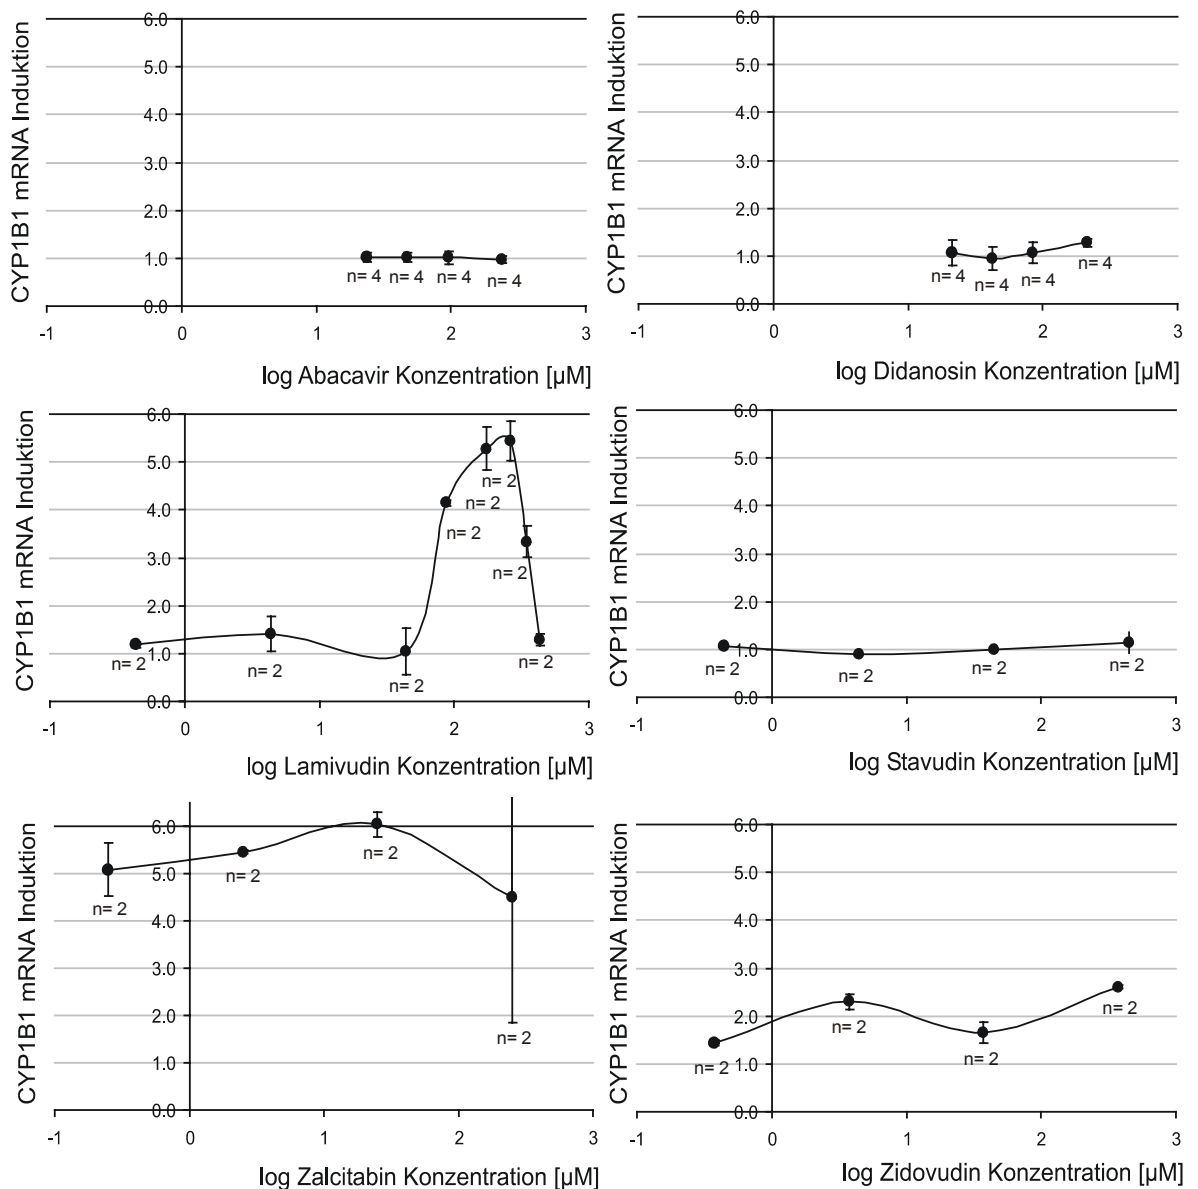 CYP1B1 mRNA Induktion
6.0
5.0
4.0
3.0
2.0
1.0
0.0
n= 4
n= 4
n= 4
n= 4
-1
0
1
2
3
log Abacavir Konzentration [µM]
CYP1B1 mRNA Induktion
6.0
5.0
4.0
3.0
2.0
1.0
0.0
n= 4
n= 4
n= 4
n= 4
-1
0
1
2
3
log Didanosin Konzentration [µM]
CYP1B1 mRNA Induktion
6.0
5.0
4.0
3.0
2.0
1.0
0.0
n= 2
n= 2
n= 2
n= 2
n= 2
n= 2
n= 2
n= 2
-1
0
1
2
3
log Lamivudin Konzentration [µM]
CYP1B1 mRNA Induktion
6.0
5.0
4.0
3.0
2.0
1.0
0.0
n= 2
n= 2
n= 2
n= 2
-1
0
1
2
3
log Stavudin Konzentration [µM]
CYP1B1 mRNA Induktion
6.0
5.0
4.0
3.0
2.0
1.0
0.0
n= 2
n= 2
n= 2
n= 2
-1
0
1
2
3
log Zalcitabin Konzentration [µM]
CYP1B1 mRNA Induktion
6.0
5.0
4.0
3.0
2.0
1.0
0.0
n= 2
n= 2
n= 2
n= 2
-1
0
1
2
3
log Zidovudin Konzentration [µM]